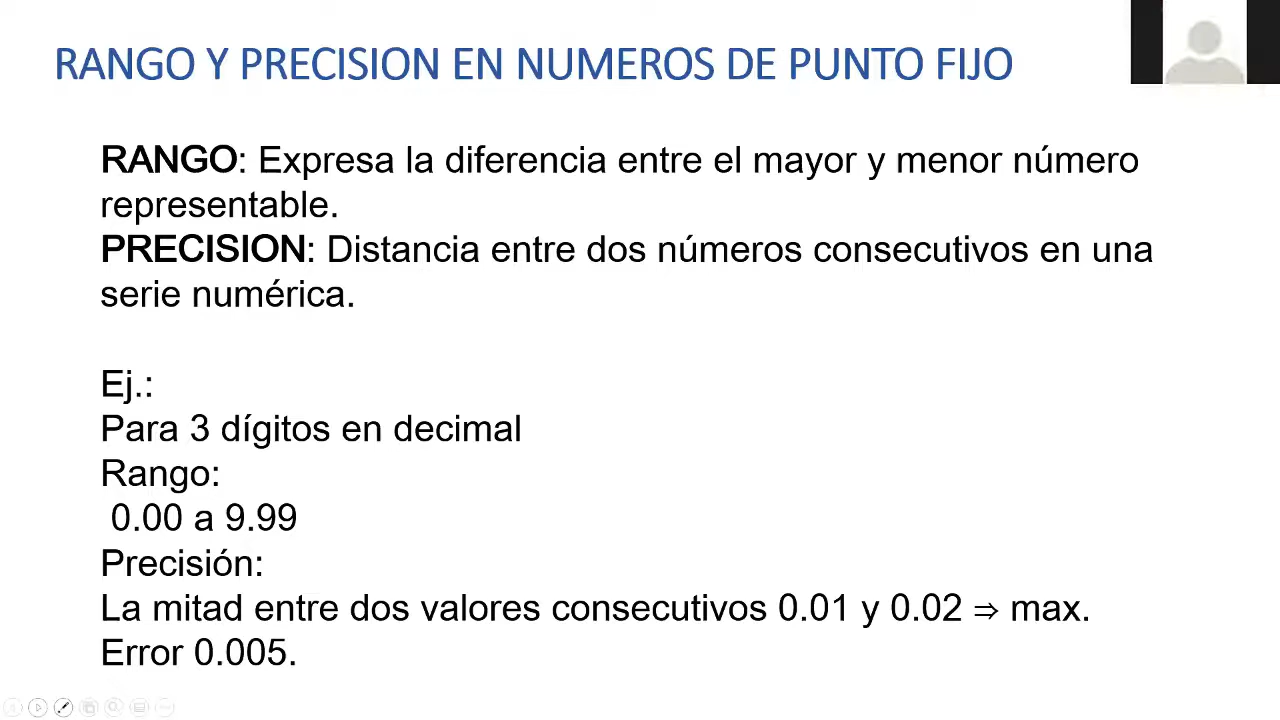 RANGO Y PRECISION EN NUMEROS DE PUNTO FIJO
RANGO: Expresa la diferencia entre el mayor y menor número
representable.
PRECISION: Distancia entre dos números consecutivos en una
serie numérica.
Ej.:
Para 3 dígitos en decimal
Rango:
0.00 a 9.99
Precisión:
La mitad entre dos valores consecutivos 0.01 y 0.02 ⇒ max.
Error 0.005.